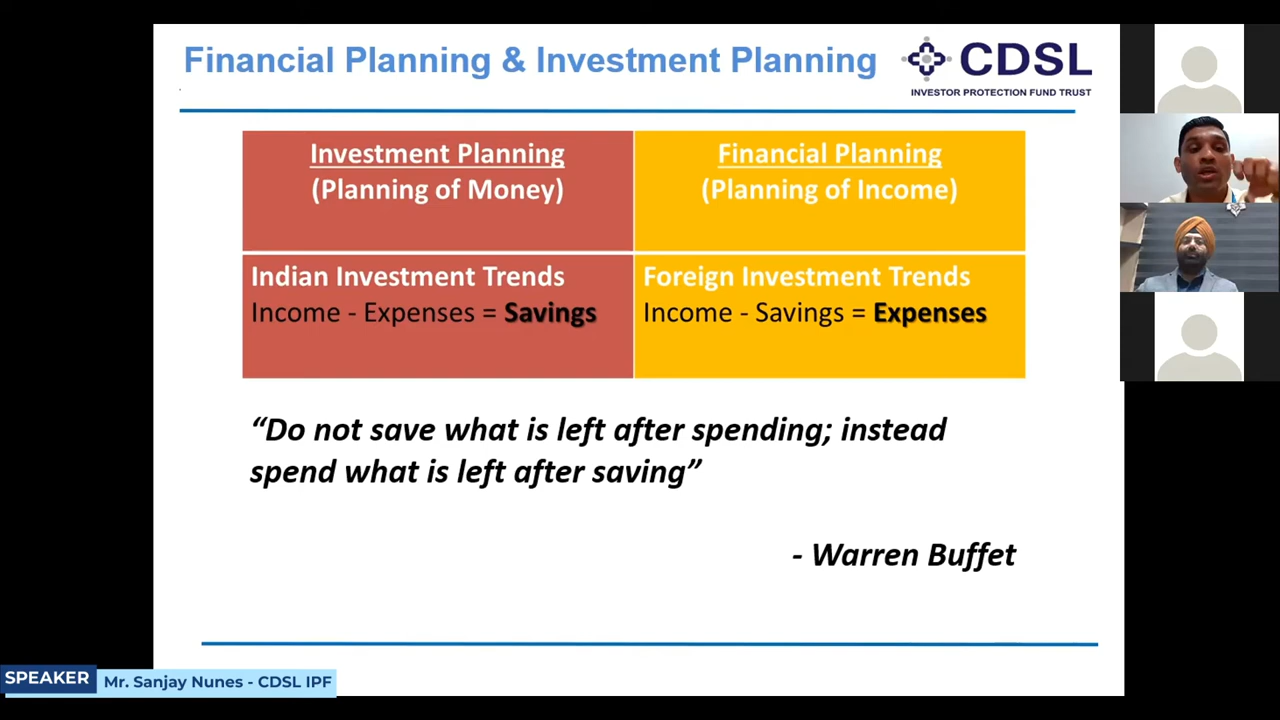 Financial Planning & Investment Planning
CDSL
INVESTOR PROTECTION FUND TRUST
Investment Planning
(Planning of Money)
Financial Planning
(Planning of Income)
Indian Investment Trends
Income - Expenses = Savings
Foreign Investment Trends
Income - Savings = Expenses
“Do not save what is left after spending; instead
spend what is left after saving”
- Warren Buffet
SPEAKER
Mr. Sanjay Nunes - CDSL IPF